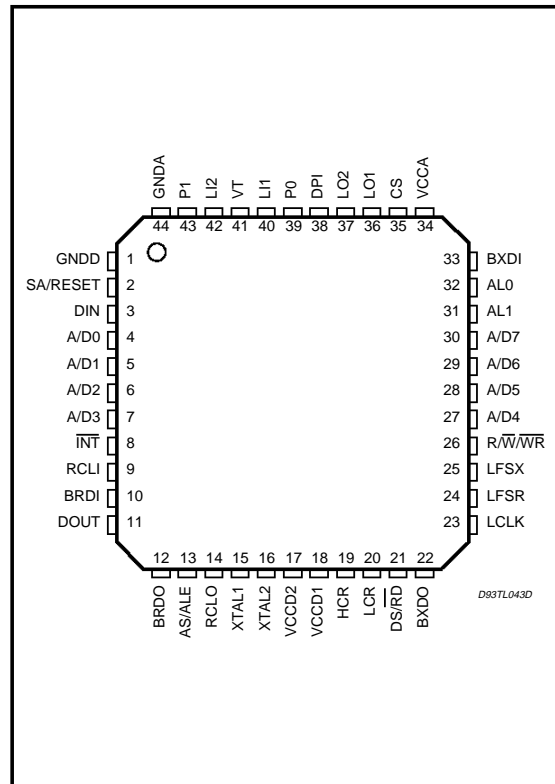 GNDA P1 LI2 VT LI1 P0 DPI LO2 LO1 CS VCCA
44 43 42 41 40 39 38 37 36 35 34
GNDD 1 33 BXDI
SA/RESET 2 32 AL0
DIN 3 31 AL1
A/D0 4 30 A/D7
A/D1 5 29 A/D6
A/D2 6 28 A/D5
A/D3 7 27 A/D4
I̅N̅T̅ 8 26 R/W̅/W̅R̅
RCLI 9 25 LFSX
BRDI 10 24 LFSR
DOUT 11 23 LCLK
12 13 14 15 16 17 18 19 20 21 22
BRDO AS/ALE RCLO XTAL1 XTAL2 VCCD2 VCCD1 HCR LCR D̅S̅/R̅D̅ BXDO
D93TL043D